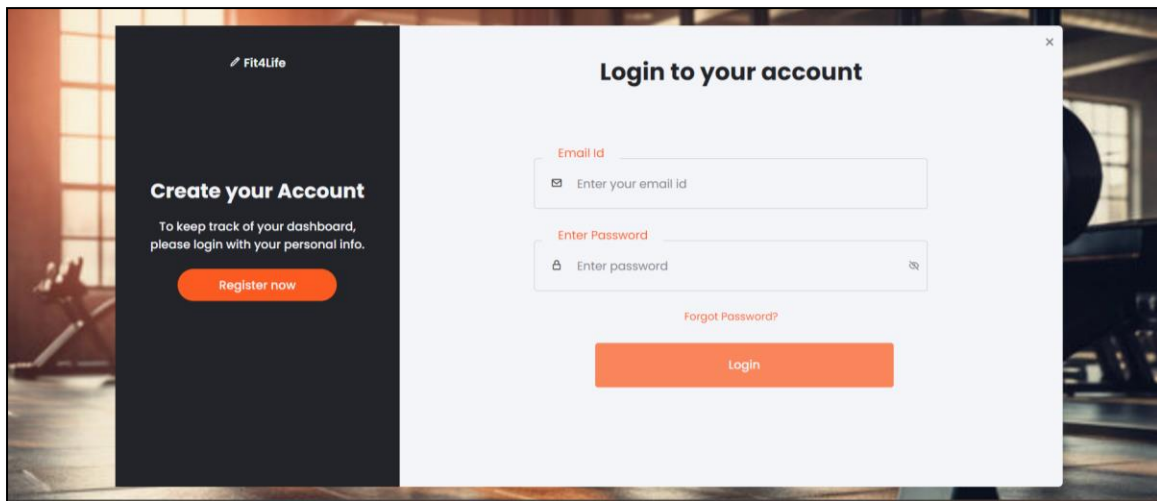 Fit4Life
Create your Account
To keep track of your dashboard,
please login with your personal info.
Register now
Login to your account
Email Id
Enter your email id
Enter Password
Enter password
Forgot Password?
Login